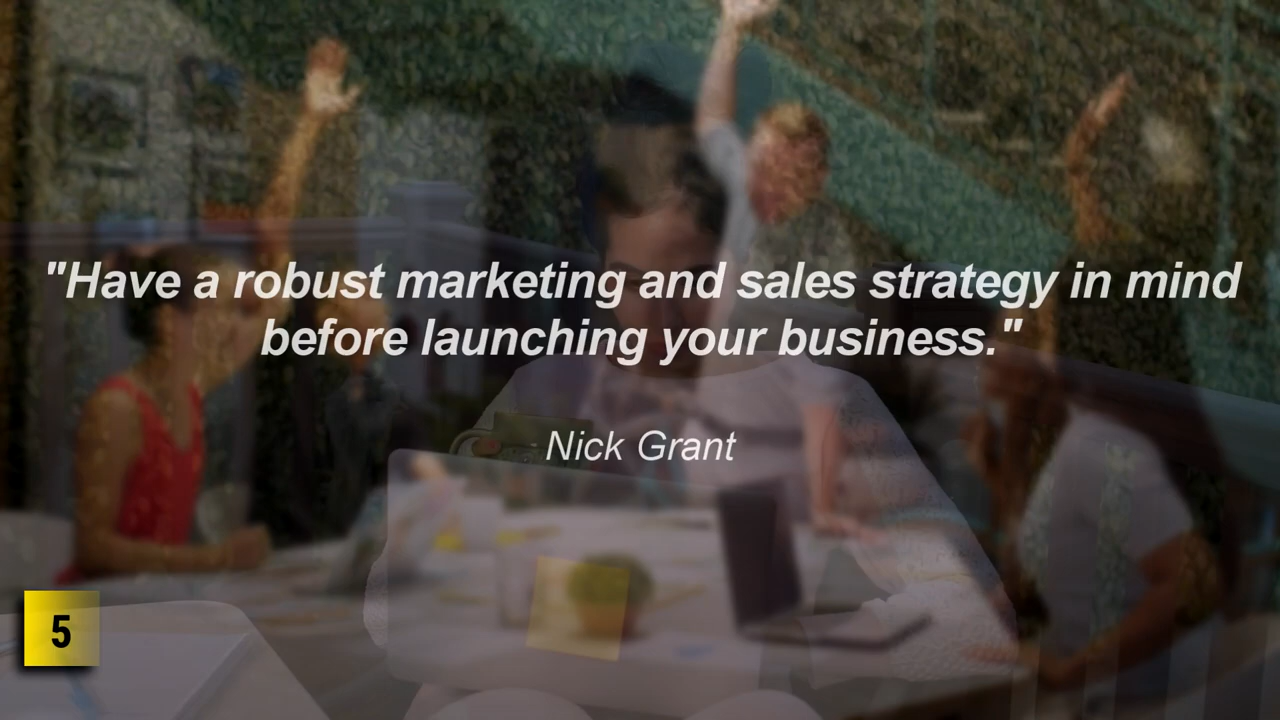 "Have a robust marketing and sales strategy in mind
before launching your business."
Nick Grant
5